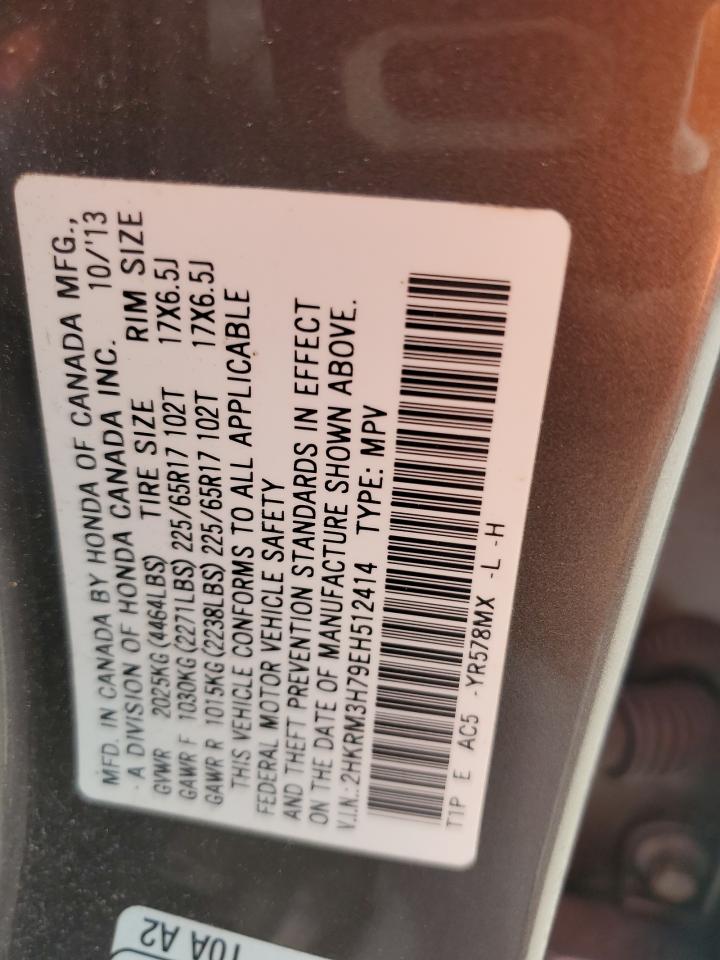 MFD. IN CANADA BY HONDA OF CANADA MFG.,
A DIVISION OF HONDA CANADA INC. 10/'13
GVWR 2025KG (4464LBS) TIRE SIZE RIM SIZE
GAWR F 1030KG (2271LBS) 225/65R17 102T 17X6.5J
GAWR R 1015KG (2238LBS) 225/65R17 102T 17X6.5J
THIS VEHICLE CONFORMS TO ALL APPLICABLE
FEDERAL MOTOR VEHICLE SAFETY
AND THEFT PREVENTION STANDARDS IN EFFECT
ON THE DATE OF MANUFACTURE SHOWN ABOVE.
V.I.N.: 2HKRM3H79EH512414 TYPE: MPV
T1P E AC5 -YR578MX -L -H
A2